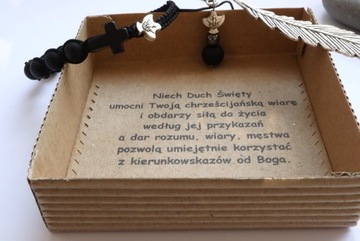 Niech Duch Święty
umocni Twoją chrześcijańską wiarę
i obdarzy siłą do życia
według jej przykazań
a dar rozumu, wiary, męstwa
pozwolą umiejętnie korzystać
z kierunkowskazów od Boga.